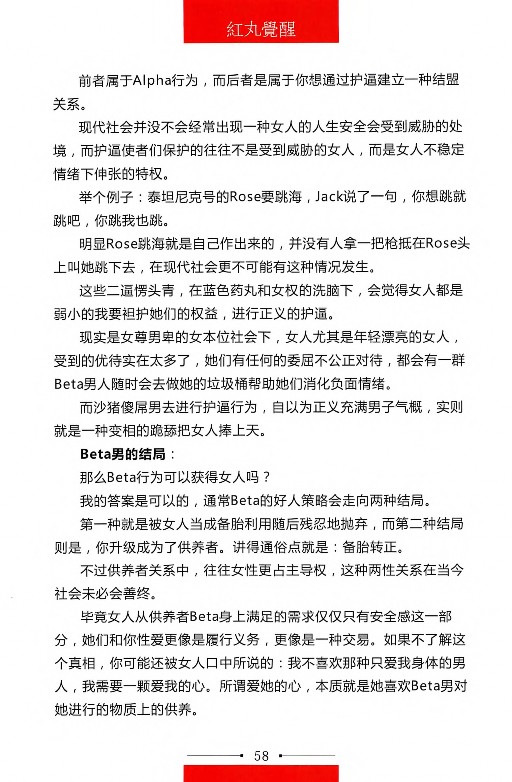 紅丸覺醒
前者属于Alpha行为，而后者是属于你想通过护逼建立一种结盟
关系。
现代社会并没不会经常出现一种女人的人生安全会受到威胁的处
境，而护逼使者们保护的往往不是受到威胁的女人，而是女人不稳定
情绪下伸张的特权。
举个例子：泰坦尼克号的Rose要跳海，Jack说了一句，你想跳就
跳吧，你跳我也跳。
明显Rose跳海就是自己作出来的，并没有人拿一把枪抵在Rose头
上叫她跳下去，在现代社会更不可能有这种情况发生。
这些二逼愣头青，在蓝色药丸和女权的洗脑下，会觉得女人都是
弱小的我要袒护她们的权益，进行正义的护逼。
现实是女尊男卑的女本位社会下，女人尤其是年轻漂亮的女人，
受到的优待实在太多了，她们有任何的委屈不公正对待，都会有一群
Beta男人随时会去做她的垃圾桶帮助她们消化负面情绪。
而沙猪傻屌男去进行护逼行为，自以为正义充满男子气概，实则
就是一种变相的跪舔把女人捧上天。
Beta男的结局：
那么Beta行为可以获得女人吗？
我的答案是可以的，通常Beta的好人策略会走向两种结局。
第一种就是被女人当成备胎利用随后残忍地抛弃，而第二种结局
则是，你升级成为了供养者。讲得通俗点就是：备胎转正。
不过供养者关系中，往往女性更占主导权，这种两性关系在当今
社会未必会善终。
毕竟女人从供养者Beta身上满足的需求仅仅只有安全感这一部
分，她们和你性爱更像是履行义务，更像是一种交易。如果不了解这
个真相，你可能还被女人口中所说的：我不喜欢那种只爱我身体的男
人，我需要一颗爱我的心。所谓爱她的心，本质就是她喜欢Beta男对
她进行的物质上的供养。
58